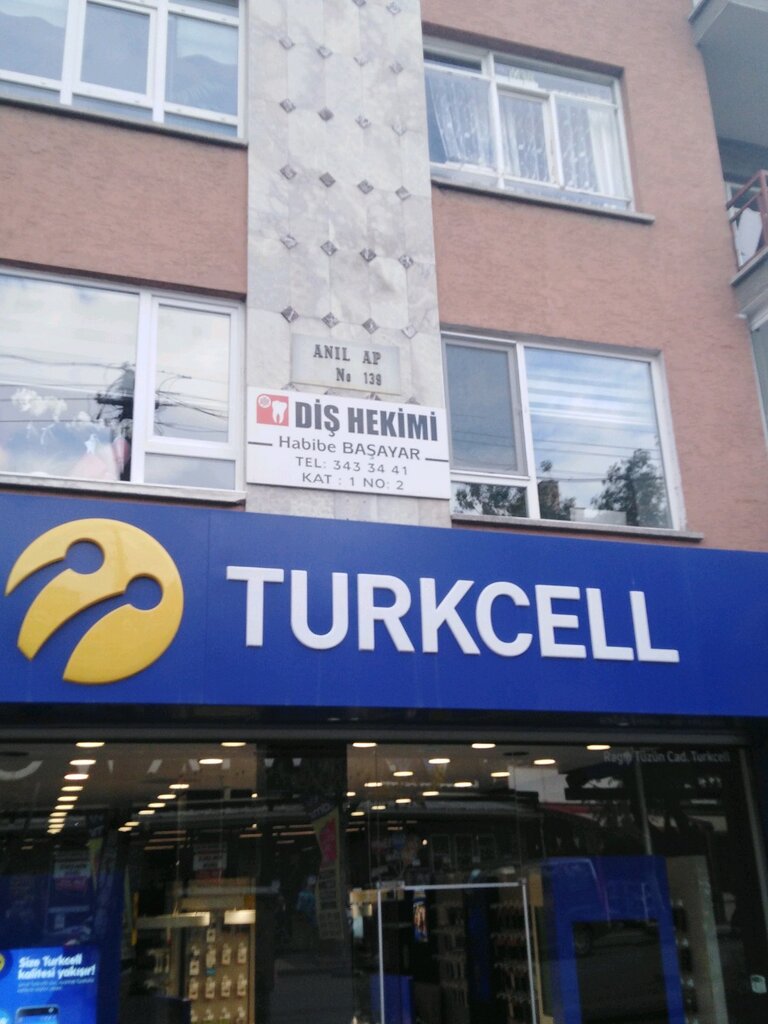 ANIL AP
No 139
DİŞ HEKİMİ
Habibe BAŞAYAR
TEL: 343 34 41
KAT : 1 NO: 2
TURKCELL
Ragıp Tüzün Cad. Turkcell
Size Turkcell
kalitesi yakışır!